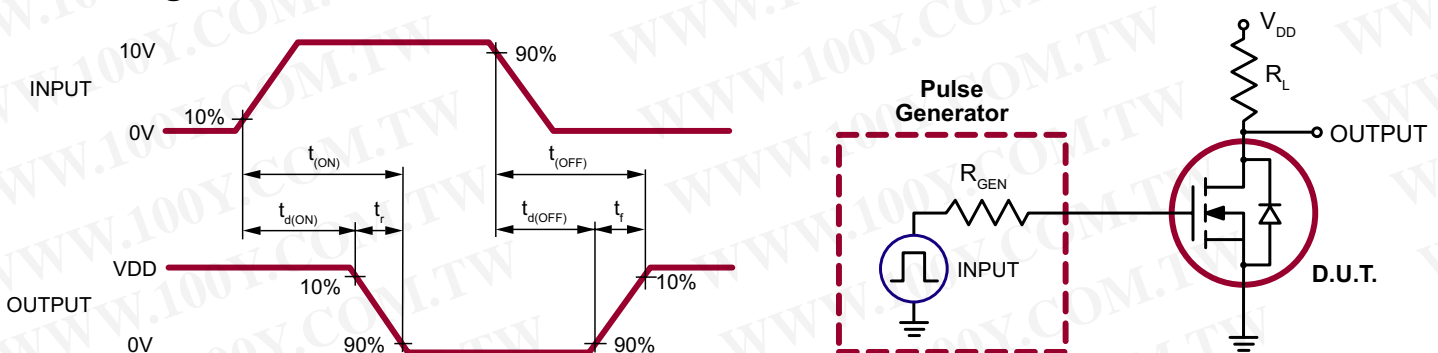 10V
INPUT
10%
0V
90%
t(ON)
t(OFF)
td(ON)
tr
td(OFF)
tf
VDD
OUTPUT
10%
10%
0V
90%
90%
Pulse
Generator
RGEN
INPUT
VDD
RL
OUTPUT
D.U.T.
WWW.100Y.COM.TW